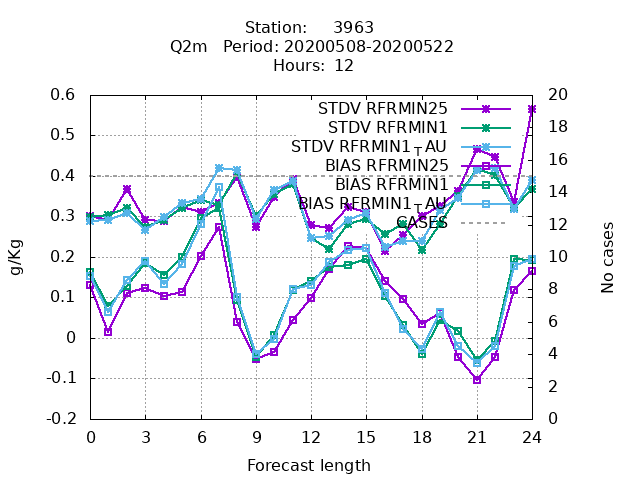 Station: 3963
Q2m Period: 20200508-20200522
Hours: 12
STDV RFRMIN25
STDV RFRMIN1
STDV RFRMIN1_AU
BIAS RFRMIN25
BIAS RFRMIN1
BIAS RFRMIN1_AU
CASES
0.6
0.5
0.4
0.3
0.2
0.1
0
-0.1
-0.2
g/Kg
20
18
16
14
12
10
8
6
4
2
0
No cases
0 3 6 9 12 15 18 21 24
Forecast length